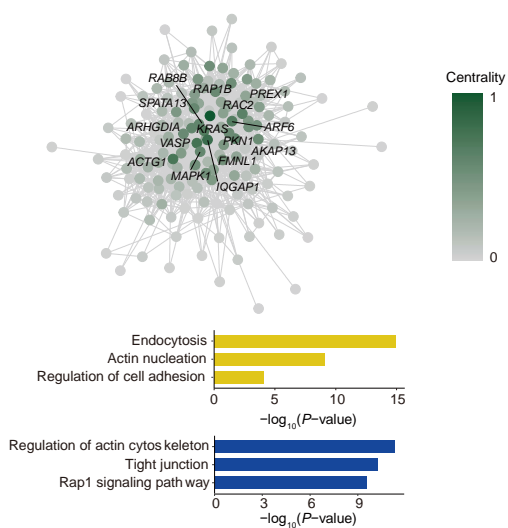 RAB8B
RAP1B
PREX1
SPATA13
RAC2
ARHGDIA
KRAS
ARF6
VASP
PKN1
AKAP13
ACTG1
FMNL1
MAPK1
IQGAP1
Centrality
1
0
Endocytosis
Actin nucleation
Regulation of cell adhesion
0 5 10 15
−log10(P−value)
Regulation of actin cytos keleton
Tight junction
Rap1 signaling path way
0 3 6 9
−log10(P−value)